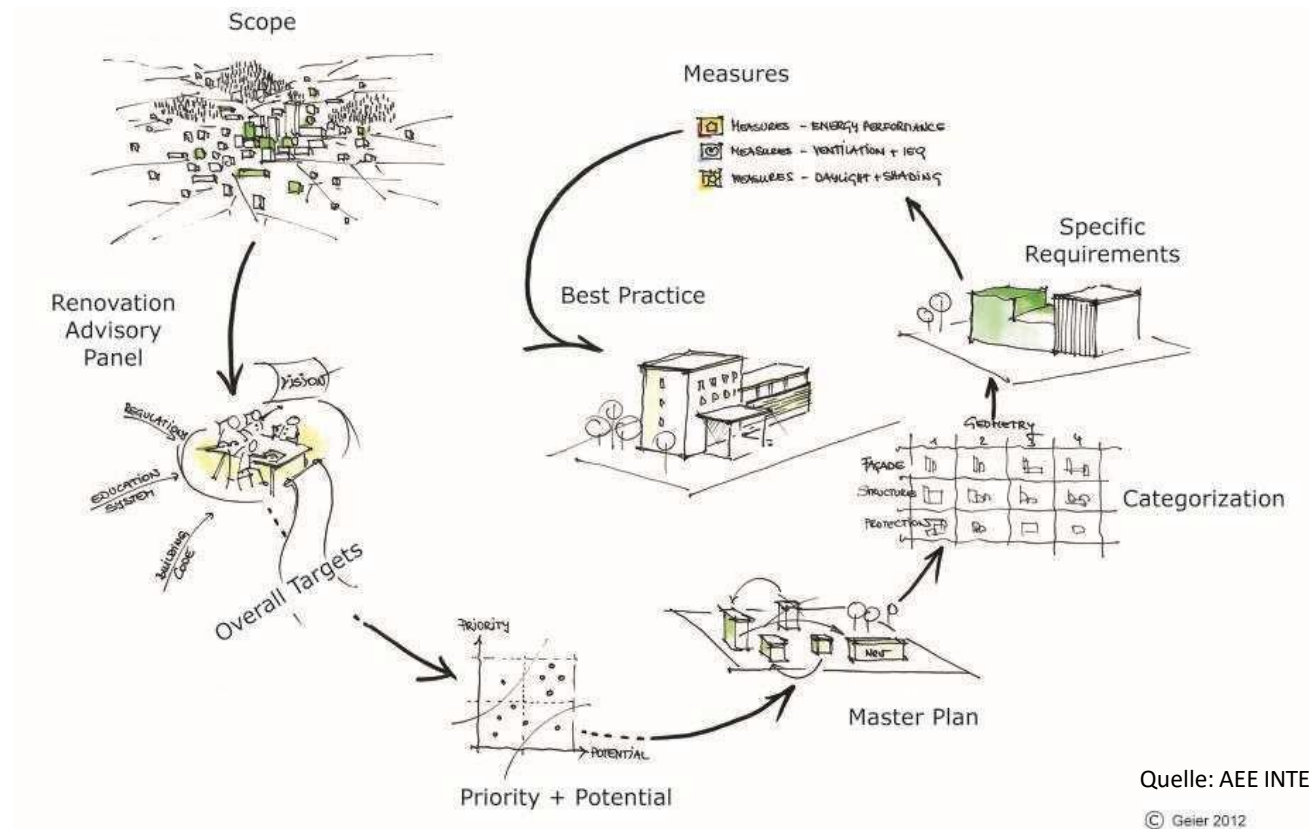 Scope
Measures
MEASURES - ENERGY PERFORMANCE
MEASURES - VENTILATION + IEQ
MEASURES - DAYLIGHT + SHADING
Specific
Requirements
Best Practice
Renovation
Advisory
Panel
VISION
REGULATIONS
EDUCATION
SYSTEM
BUILDING
CODE
Overall Targets
GEOMETRY
1 2 3 4
FAÇADE
STRUCTURE
PROTECTION
Categorization
PRIORITY
POTENTIAL
Priority + Potential
NEW
Master Plan
Quelle: AEE INTE
© Geier 2012